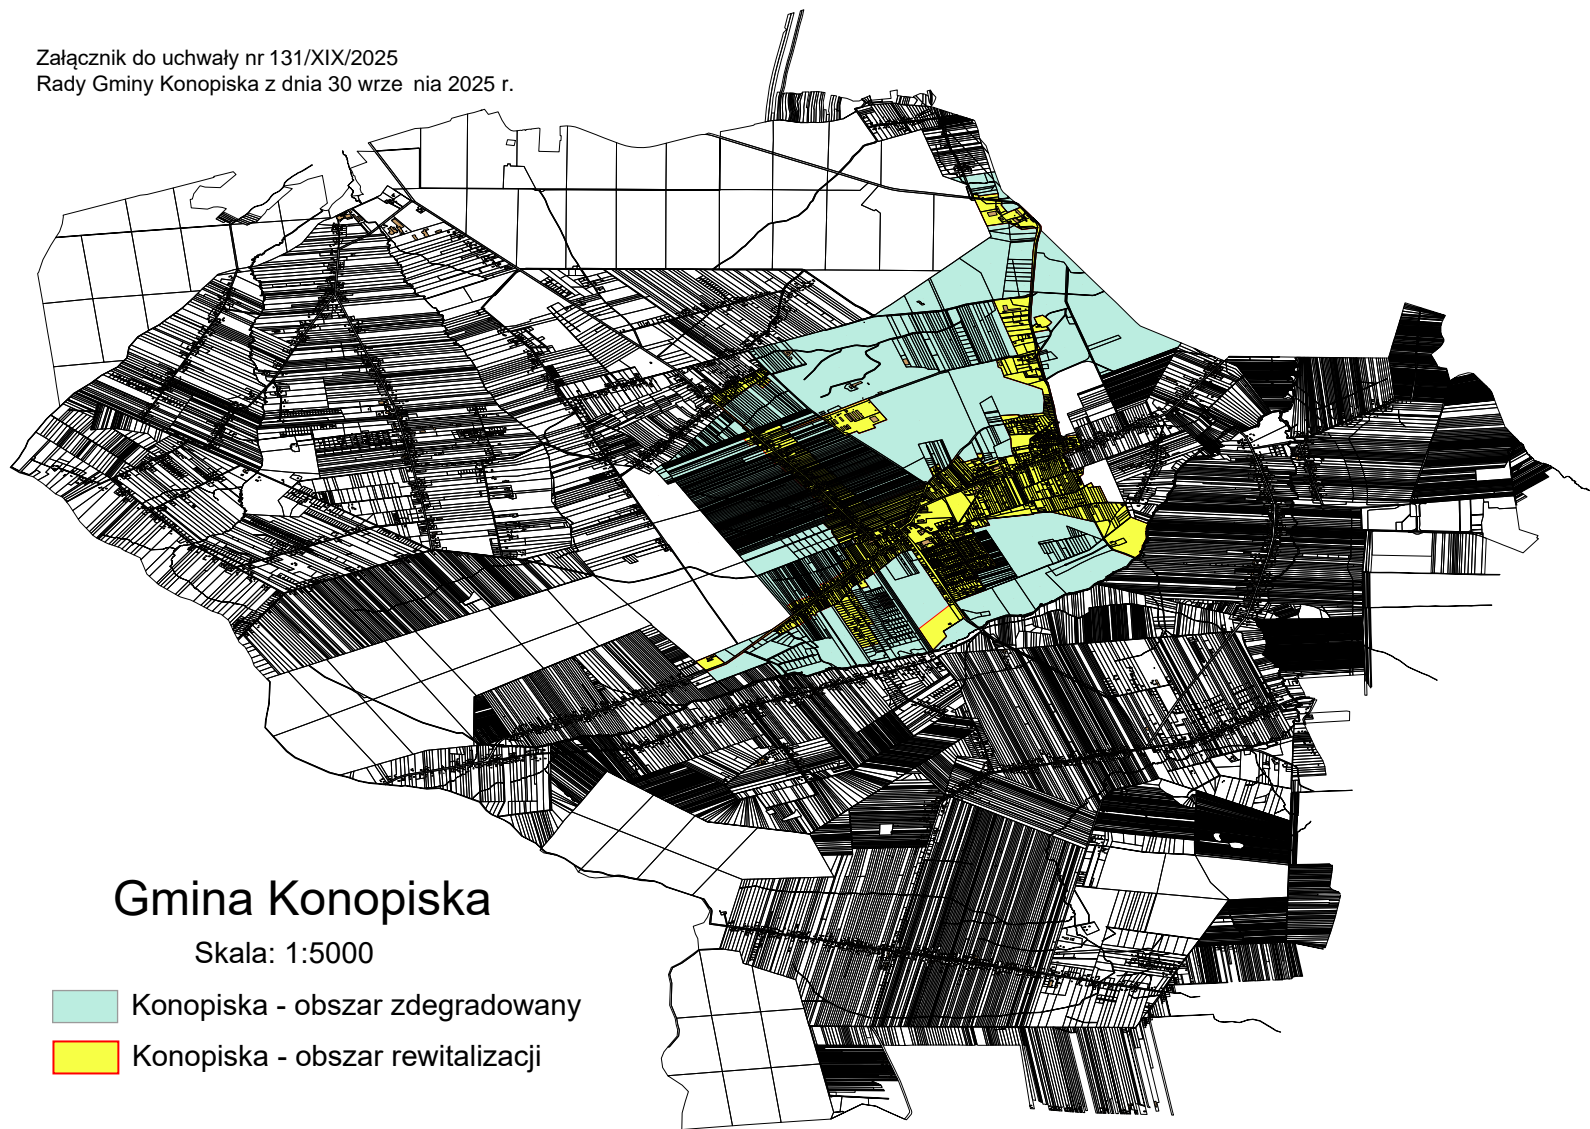 Załącznik do uchwały nr 131/XIX/2025
Rady Gminy Konopiska z dnia 30 wrze nia 2025 r.
Gmina Konopiska
Skala: 1:5000
Konopiska - obszar zdegradowany
Konopiska - obszar rewitalizacji